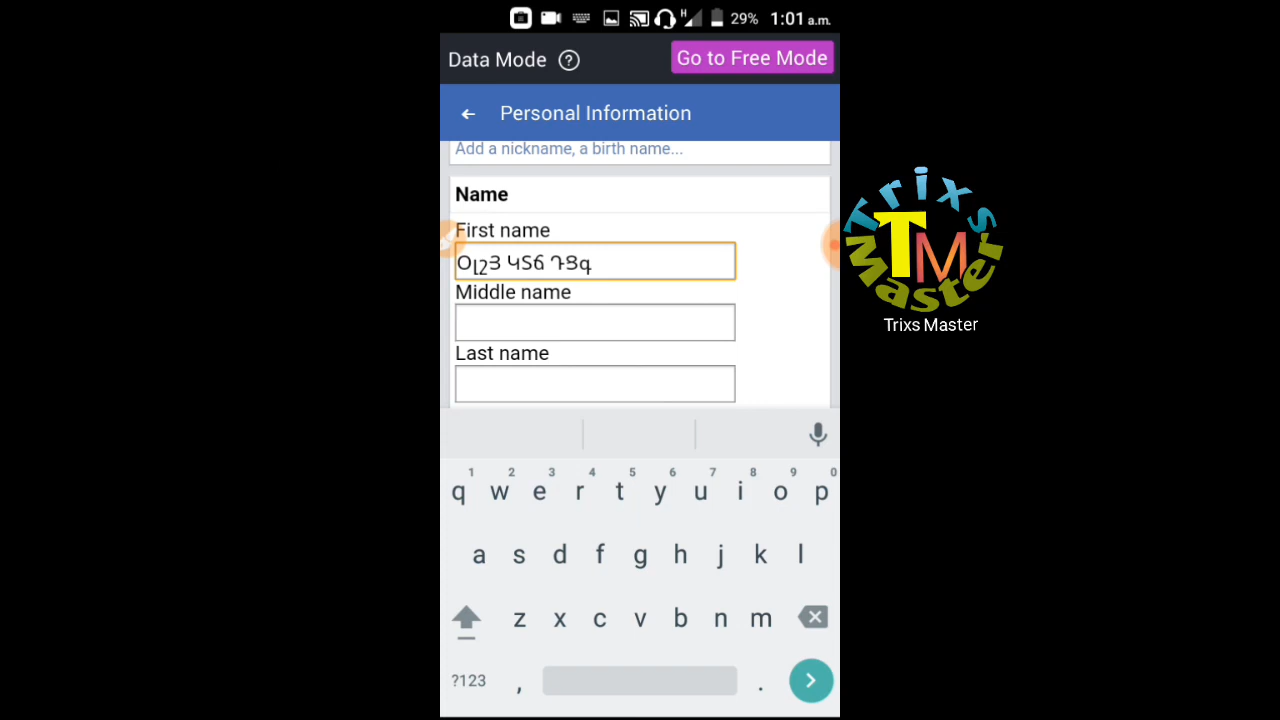 H 29% 1:01 a.m.
Data Mode ? Go to Free Mode
Personal Information
Add a nickname, a birth name...
Name
First name
Middle name
Last name
1 2 3 4 5 6 7 8 9 0
q w e r t y u i o p
a s d f g h j k l
z x c v b n m
?123 , .
Trixs
TM
Master
Trixs Master